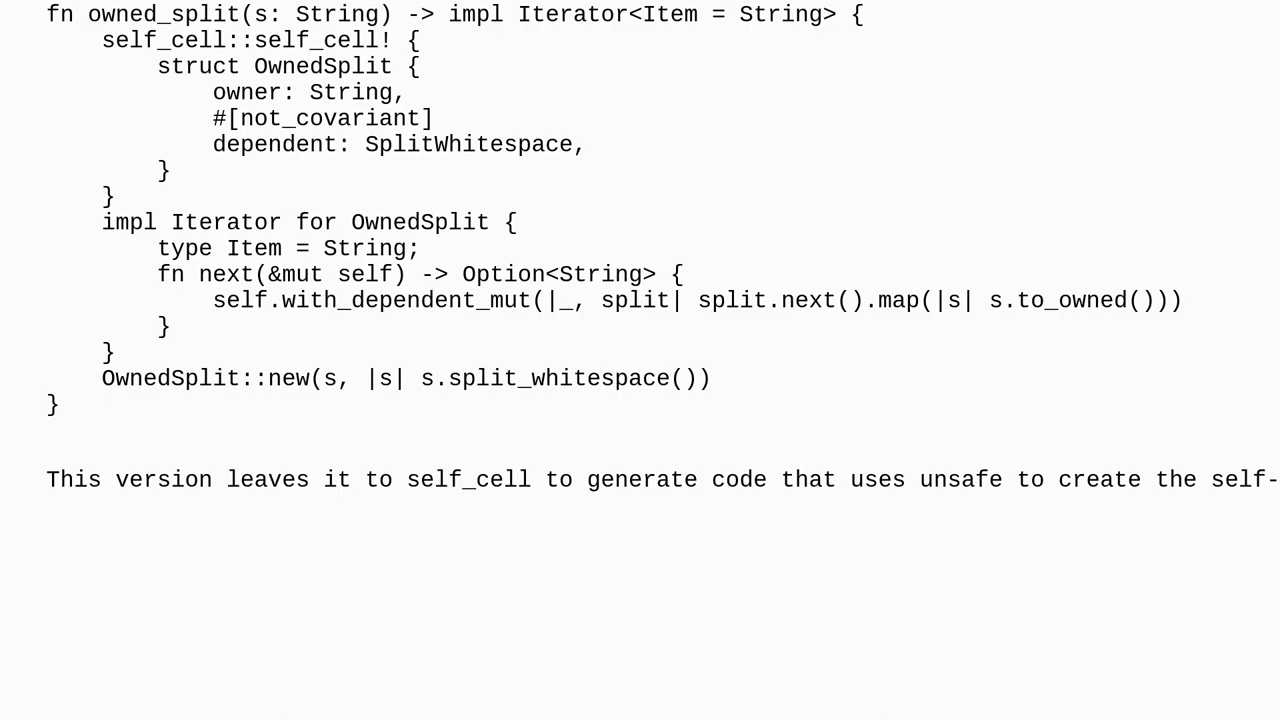 fn owned_split(s: String) -> impl Iterator<Item = String> {
    self_cell::self_cell! {
        struct OwnedSplit {
            owner: String,
            #[not_covariant]
            dependent: SplitWhitespace,
        }
    }
    impl Iterator for OwnedSplit {
        type Item = String;
        fn next(&mut self) -> Option<String> {
            self.with_dependent_mut(|_, split| split.next().map(|s| s.to_owned()))
        }
    }
    OwnedSplit::new(s, |s| s.split_whitespace())
}
This version leaves it to self_cell to generate code that uses unsafe to create the self-